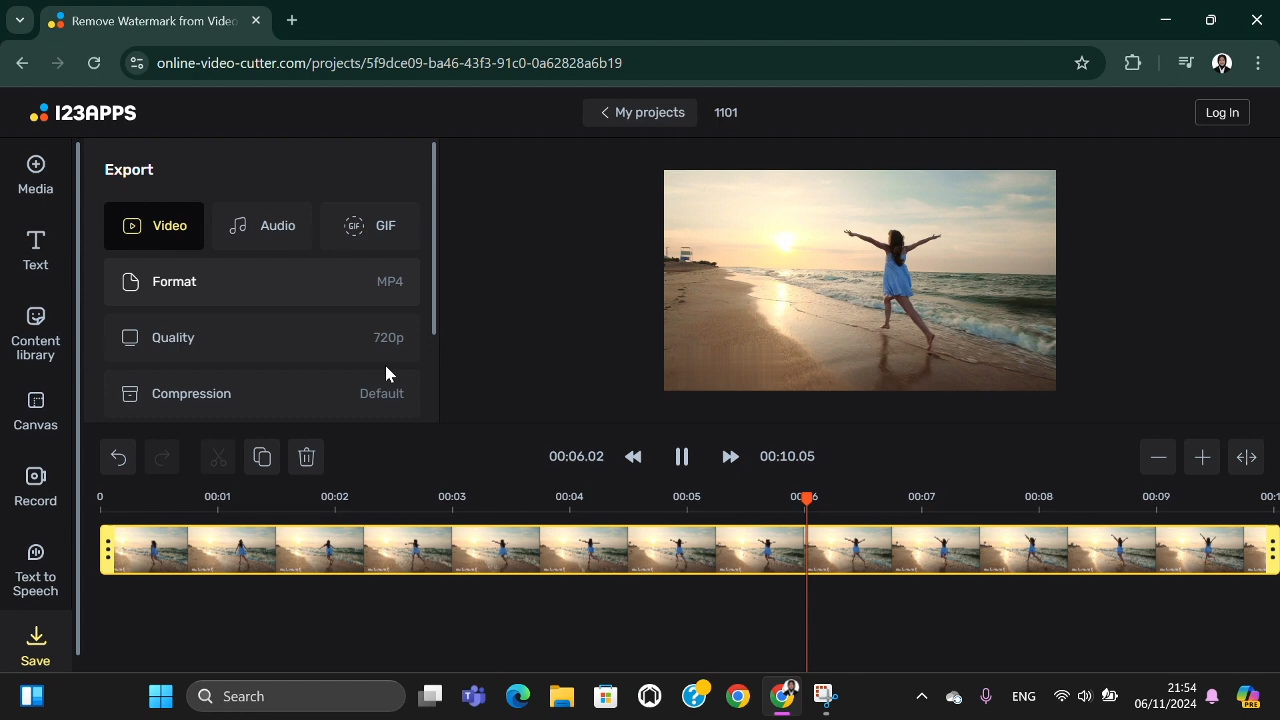 Remove Watermark from Video
online-video-cutter.com/projects/5f9dce09-ba46-43f3-91c0-0a62828a6b19
123APPS
My projects
1101
Log In
Media
Text
Content
library
Canvas
Record
Text to
Speech
Save
Export
Video
Audio
GIF
GIF
Format
MP4
Quality
720p
Compression
Default
00:06.02
00:10.05
0
00:01
00:02
00:03
00:04
00:05
00:07
00:08
00:09
Search
ENG
21:54
06/11/2024
PRE